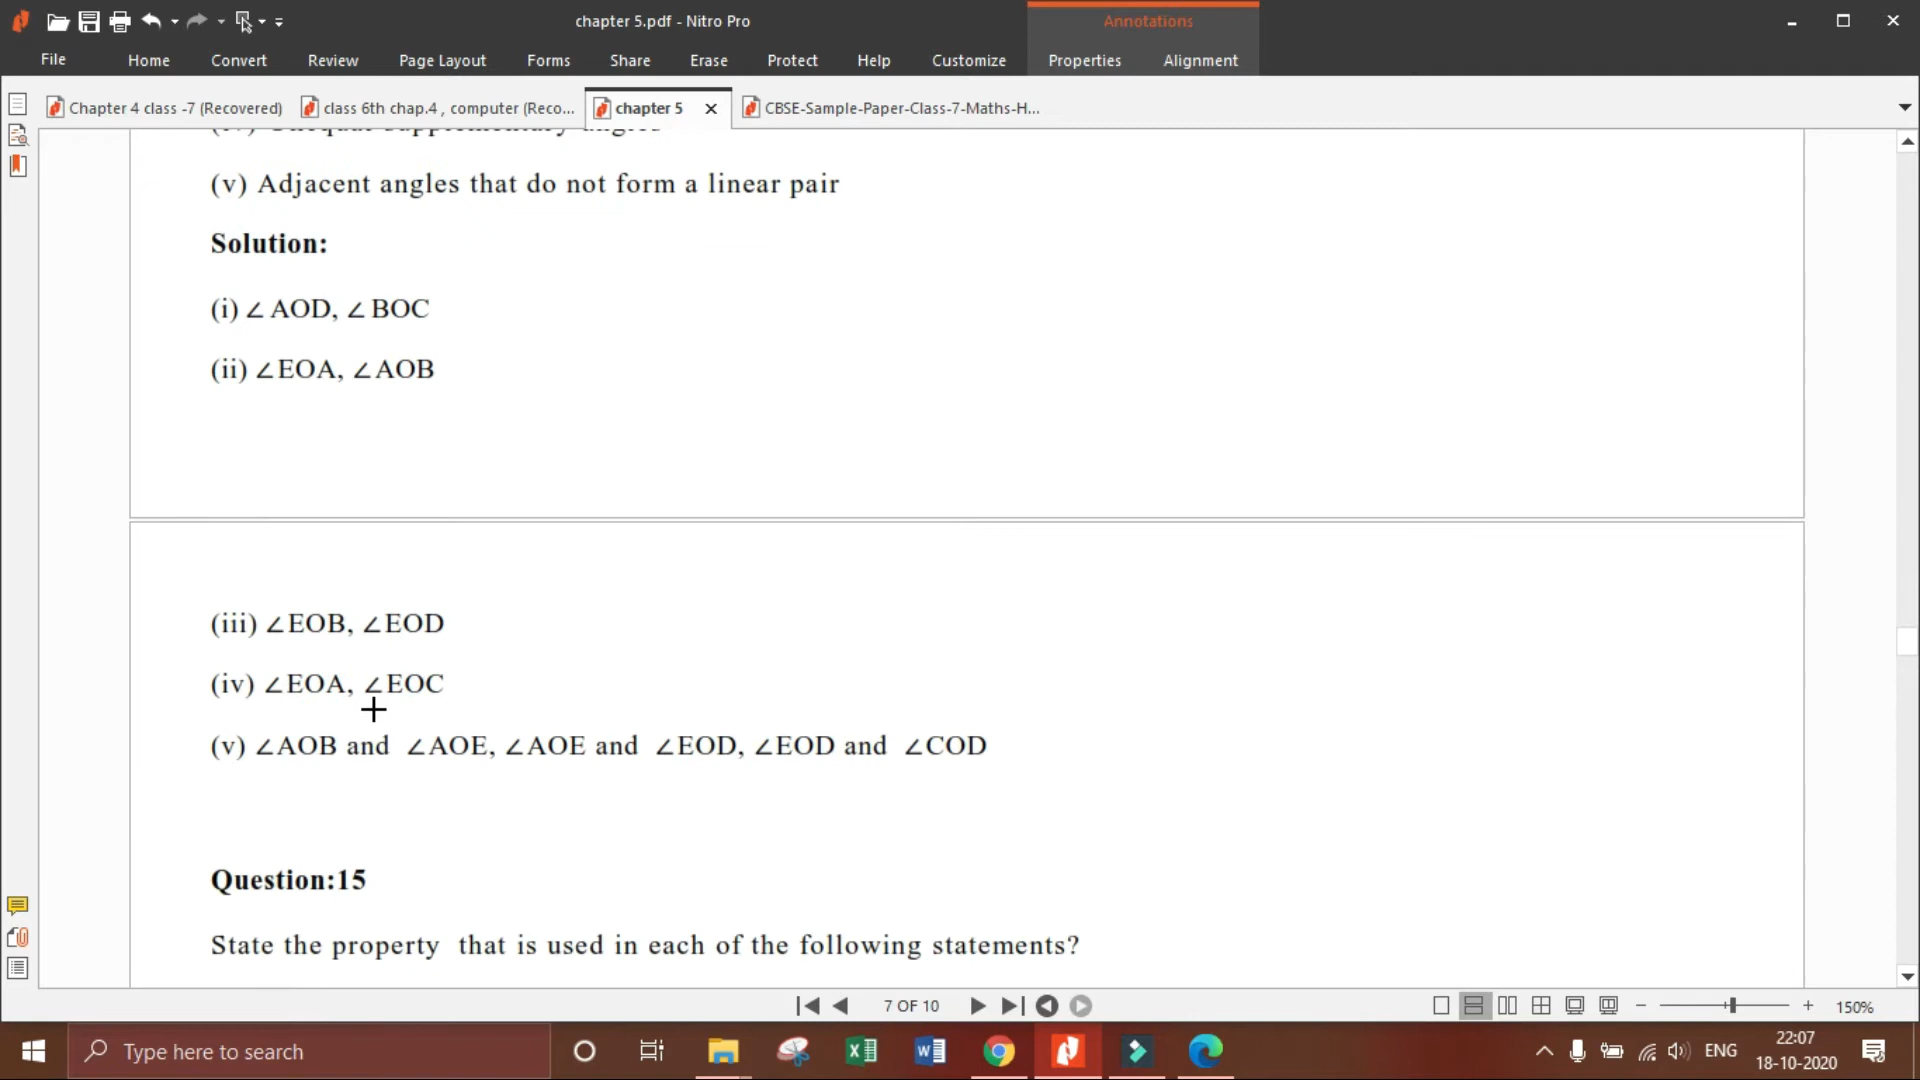 chapter 5.pdf - Nitro Pro
Annotations
File Home Convert Review Page Layout Forms Share Erase Protect Help Customize Properties Alignment
Chapter 4 class -7 (Recovered) class 6th chap.4 , computer (Reco... chapter 5 CBSE-Sample-Paper-Class-7-Maths-H...
(iv) Unequal supplementary angles
(v) Adjacent angles that do not form a linear pair
Solution:
(i) ∠ AOD, ∠ BOC
(ii) ∠EOA, ∠AOB
(iii) ∠EOB, ∠EOD
(iv) ∠EOA, ∠EOC
(v) ∠AOB and ∠AOE, ∠AOE and ∠EOD, ∠EOD and ∠COD
Question:15
State the property that is used in each of the following statements?
7 OF 10
150%
Type here to search
ENG
22:07
18-10-2020